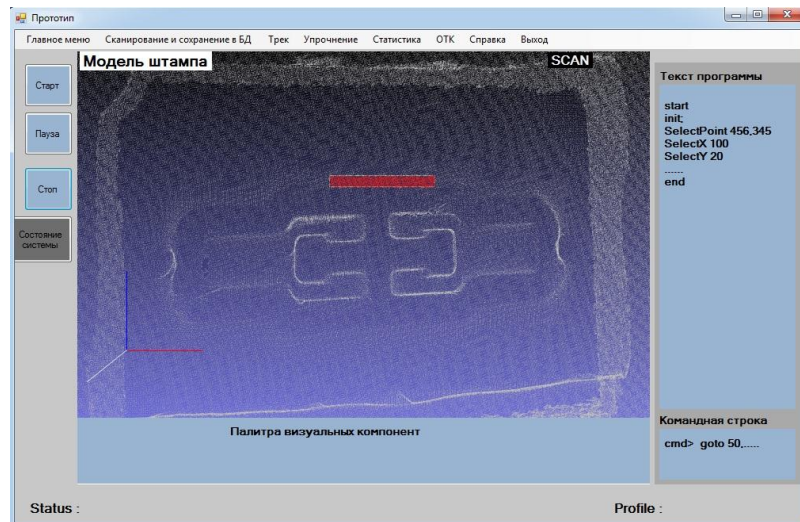 Прототип
Главное меню Сканирование и сохранение в БД Трек Упрочнение Статистика ОТК Справка Выход
Модель штампа
SCAN
Старт
Пауза
Стоп
Состояние
системы
Текст программы
start
init;
SelectPoint 456,345
SelectX 100
SelectY 20
......
end
Палитра визуальных компонент
Командная строка
cmd> goto 50,.....
Status :
Profile :